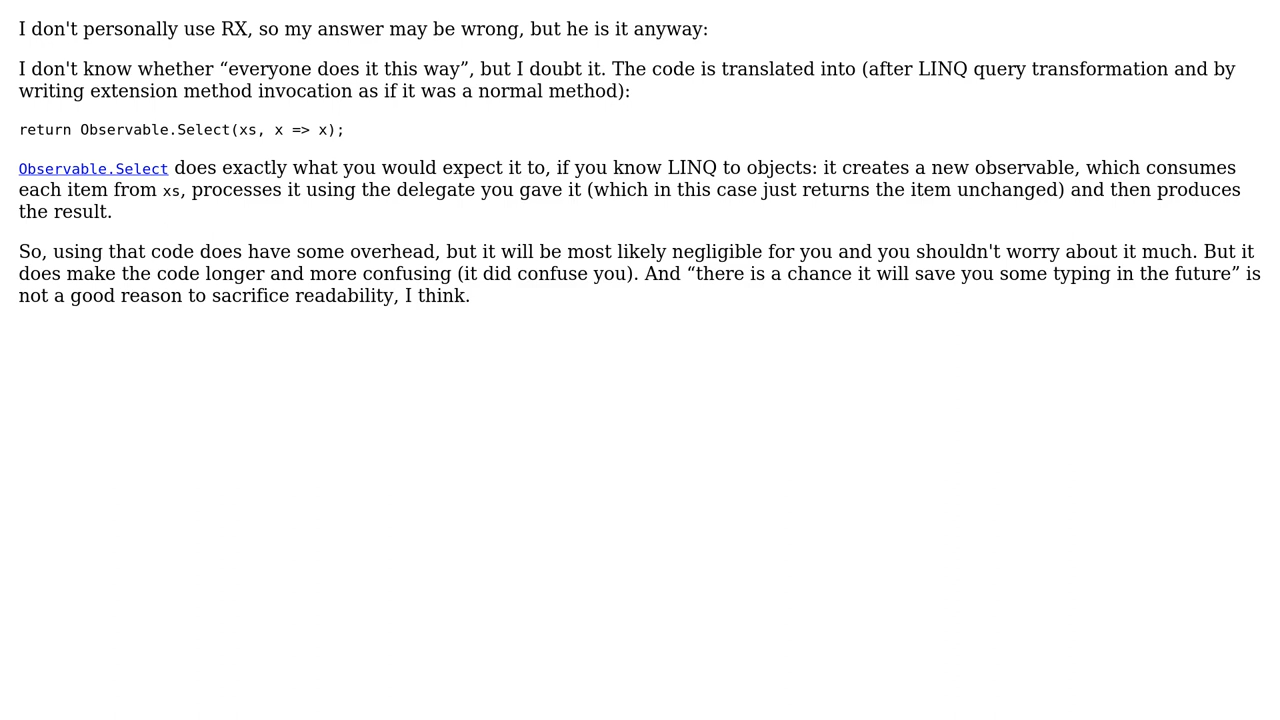 I don't personally use RX, so my answer may be wrong, but he is it anyway:
I don't know whether “everyone does it this way”, but I doubt it. The code is translated into (after LINQ query transformation and by
writing extension method invocation as if it was a normal method):
return Observable.Select(xs, x => x);
Observable.Select does exactly what you would expect it to, if you know LINQ to objects: it creates a new observable, which consumes
each item from xs, processes it using the delegate you gave it (which in this case just returns the item unchanged) and then produces
the result.
So, using that code does have some overhead, but it will be most likely negligible for you and you shouldn't worry about it much. But it
does make the code longer and more confusing (it did confuse you). And “there is a chance it will save you some typing in the future” is
not a good reason to sacrifice readability, I think.